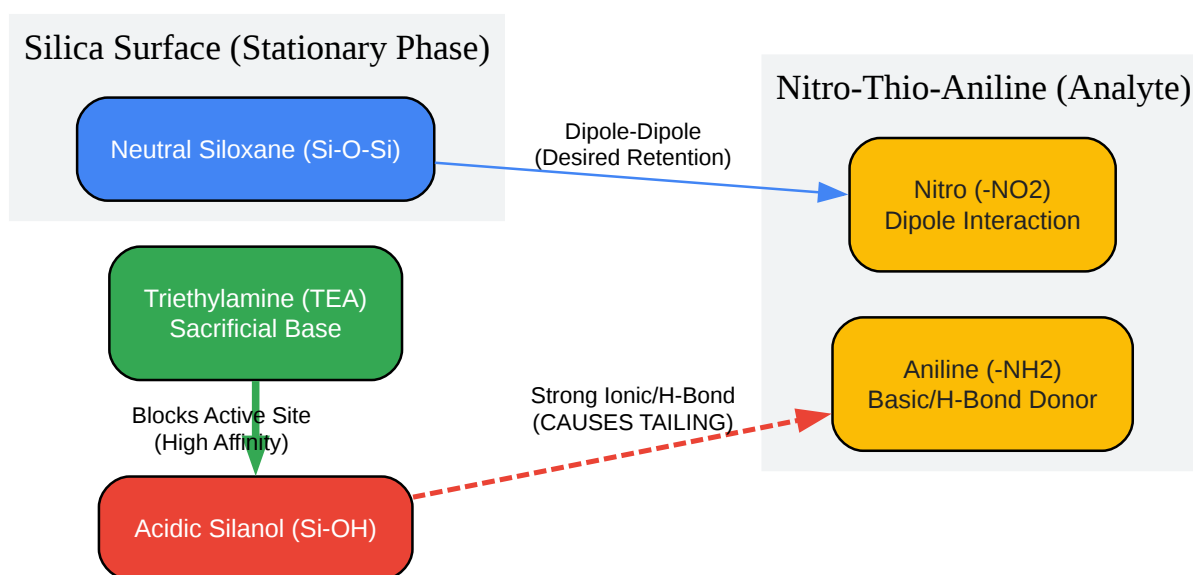 Silica Surface (Stationary Phase)
Neutral Siloxane (Si-O-Si)
Triethylamine (TEA)
Sacrificial Base
Blocks Active Site
(High Affinity)
Acidic Silanol (Si-OH)
Dipole-Dipole
(Desired Retention)
Strong Ionic/H-Bond
(CAUSES TAILING)
Nitro-Thio-Aniline (Analyte)
Nitro (-NO2)
Dipole Interaction
Aniline (-NH2)
Basic/H-Bond Donor